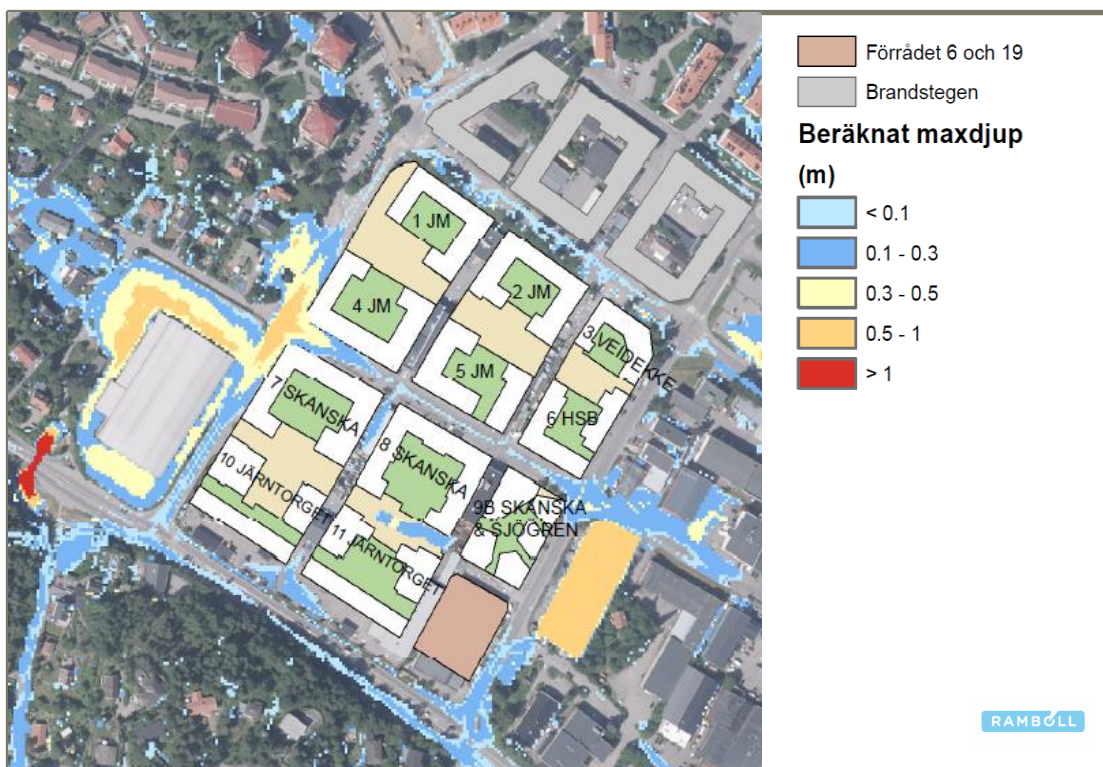 Förrådet 6 och 19
Brandstegen
Beräknat maxdjup
(m)
< 0.1
0.1 - 0.3
0.3 - 0.5
0.5 - 1
> 1
1 JM
2 JM
4 JM
3 VEIDEKKE
5 JM
7 SKANSKA
6 HSB
8 SKANSKA
10 JÄRNTORGET
9B SKANSKA
& SJÖGREN
11 JÄRNTORGET
RAMBOLL